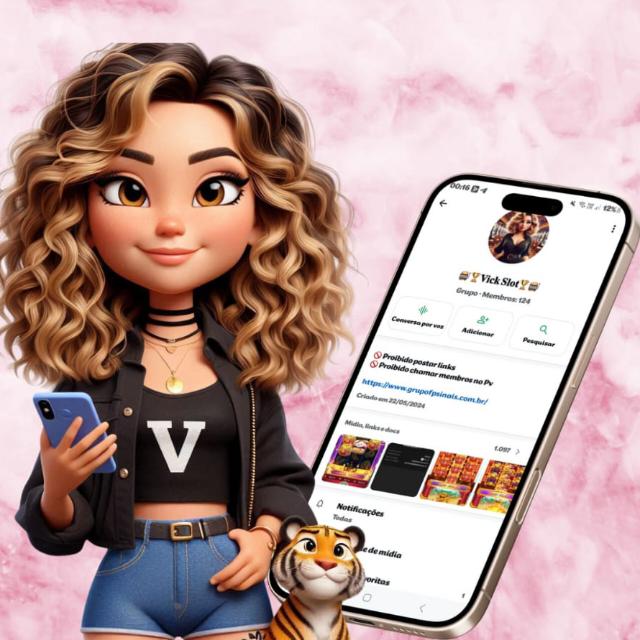 V
00:16
12%
Vick Slot
Grupo · Membros: 124
Conversa por voz
Adicionar
Pesquisar
Proibido postar links
Proibido chamar membros no Pv
https://www.grupofpsinais.com.br/
Criado em 22/05/2024
Mídia, links e docs
1.097
Notificações
Todas
e de mídia
oritas